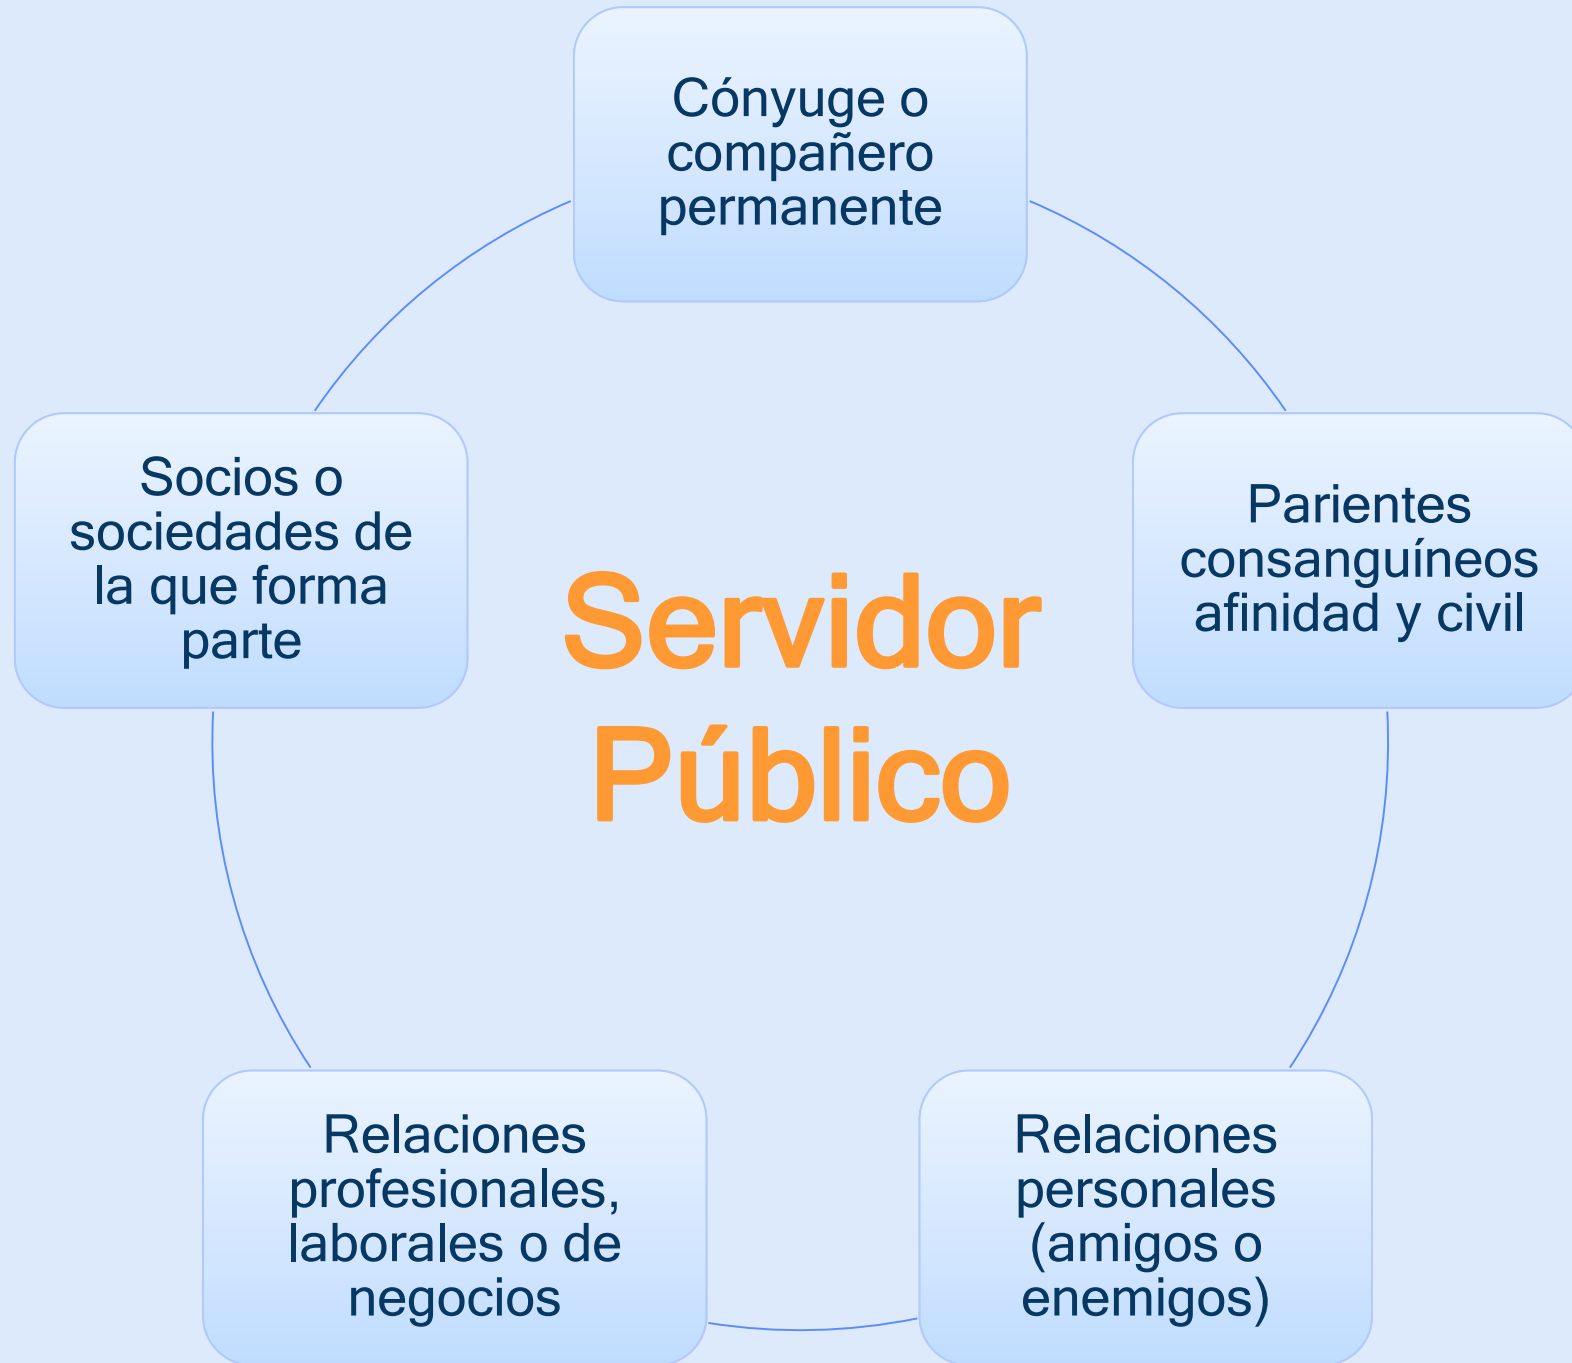 Cónyuge o
compañero
permanente
Socios o
sociedades de
la que forma
parte
Parientes
consanguíneos
afinidad y civil
Servidor
Público
Relaciones
profesionales,
laborales o de
negocios
Relaciones
personales
(amigos o
enemigos)